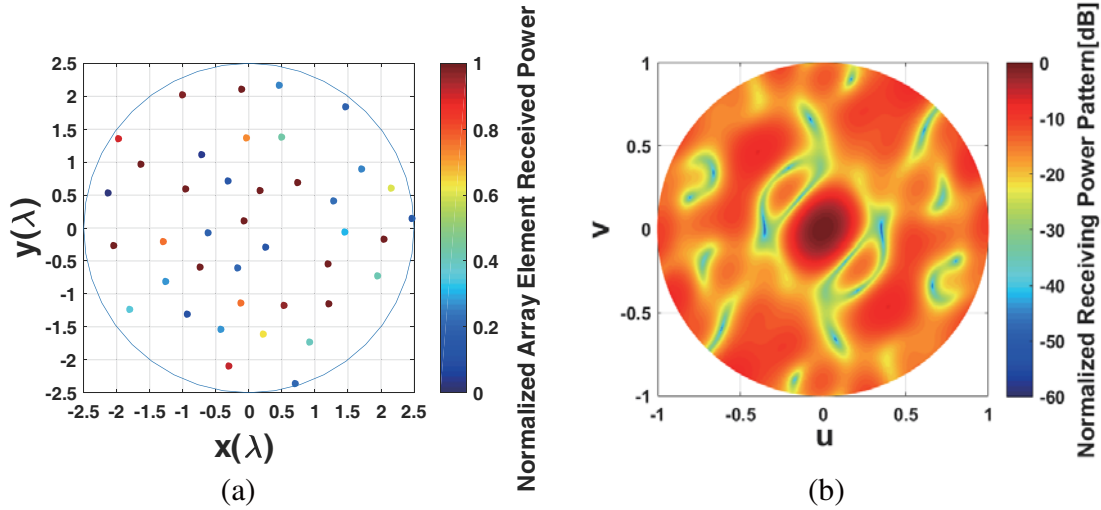 2.5
2
1.5
1
0.5
0
-0.5
-1
-1.5
-2
-2.5
-2.5 -2 -1.5 -1 -0.5 0 0.5 1 1.5 2 2.5
y(λ)
x(λ)
1
0.8
0.6
0.4
0.2
0
Normalized Array Element Received Power
(a)
1
0.5
0
-0.5
-1
-1 -0.5 0 0.5 1
v
u
0
-10
-20
-30
-40
-50
-60
Normalized Receiving Power Pattern[dB]
(b)